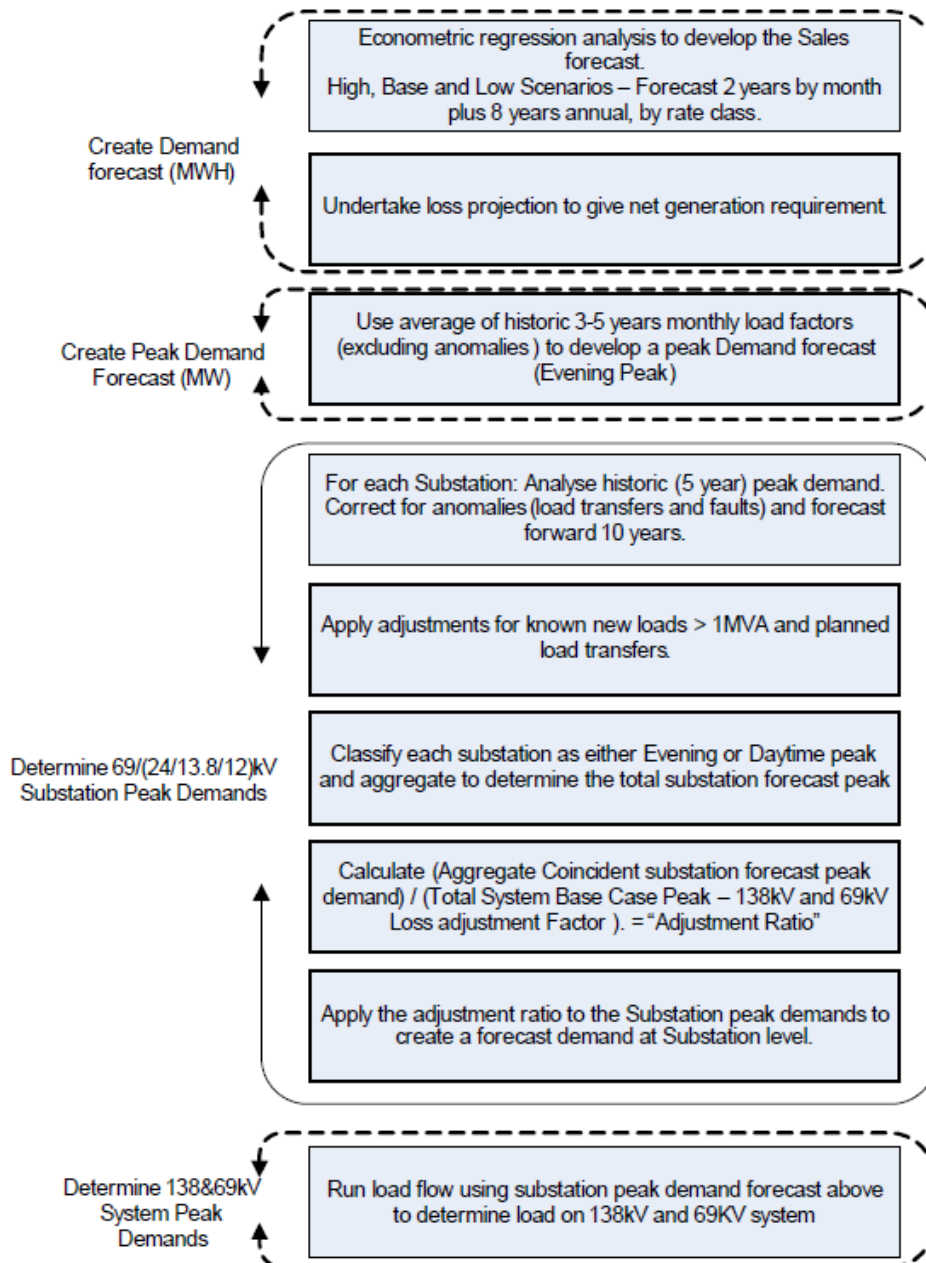 Econometric regression analysis to develop the Sales
forecast.
High, Base and Low Scenarios – Forecast 2 years by month
plus 8 years annual, by rate class.
Create Demand
forecast (MWH)
Undertake loss projection to give net generation requirement.
Use average of historic 3-5 years monthly load factors
(excluding anomalies ) to develop a peak Demand forecast
(Evening Peak)
Create Peak Demand
Forecast (MW)
For each Substation: Analyse historic (5 year) peak demand.
Correct for anomalies (load transfers and faults) and forecast
forward 10 years.
Apply adjustments for known new loads > 1MVA and planned
load transfers.
Determine 69/(24/13.8/12)kV
Substation Peak Demands
Classify each substation as either Evening or Daytime peak
and aggregate to determine the total substation forecast peak
Calculate (Aggregate Coincident substation forecast peak
demand) / (Total System Base Case Peak – 138kV and 69kV
Loss adjustment Factor ). = “Adjustment Ratio”
Apply the adjustment ratio to the Substation peak demands to
create a forecast demand at Substation level.
Determine 138&69kV
System Peak
Demands
Run load flow using substation peak demand forecast above
to determine load on 138kV and 69KV system